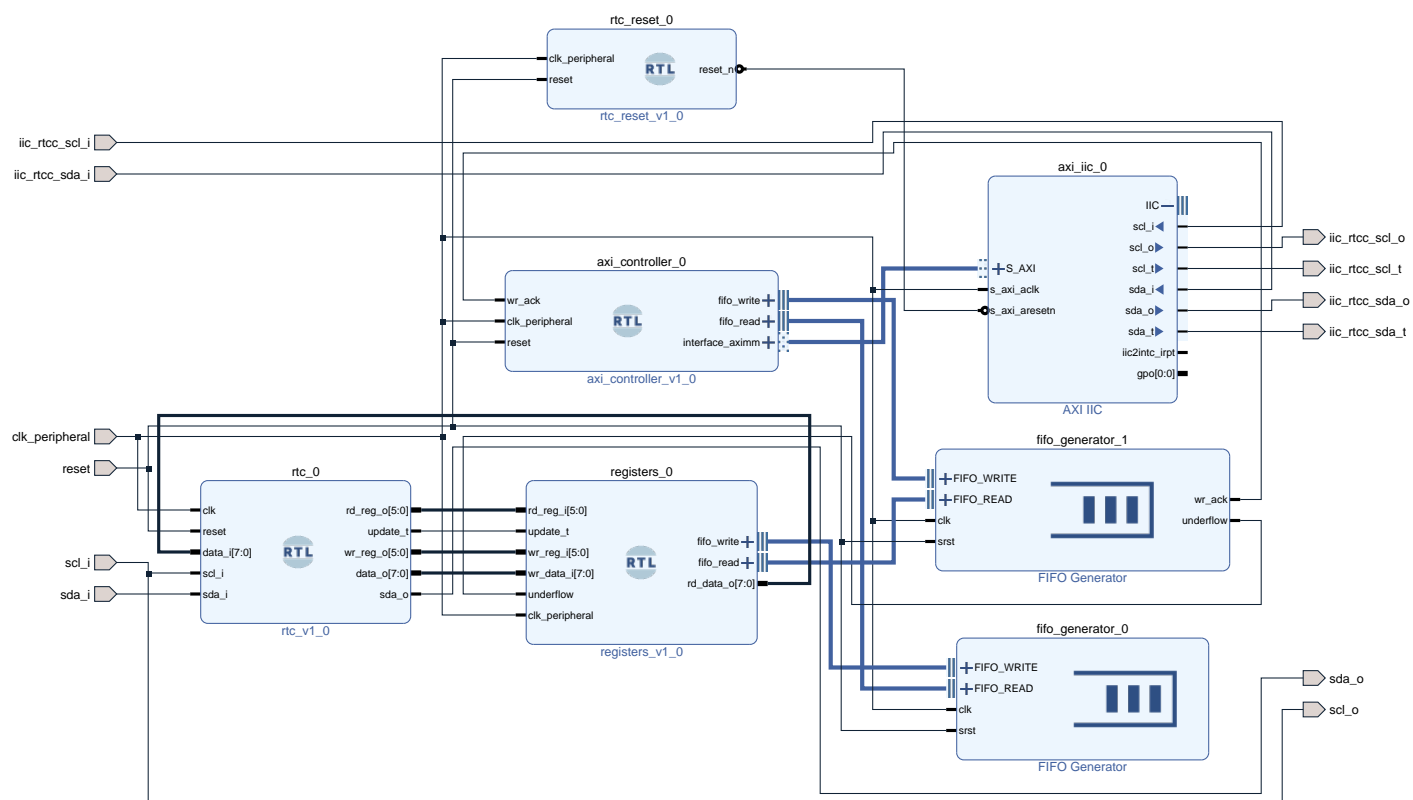 rtc_reset_0
clk_peripheral
reset
RTL
reset_n
rtc_reset_v1_0
iic_rtcc_scl_i
iic_rtcc_sda_i
axi_iic_0
IIC
scl_i
scl_o
scl_t
sda_i
sda_o
sda_t
iic2intc_irpt
gpo[0:0]
S_AXI
s_axi_aclk
s_axi_aresetn
AXI IIC
iic_rtcc_scl_o
iic_rtcc_scl_t
iic_rtcc_sda_o
iic_rtcc_sda_t
axi_controller_0
wr_ack
clk_peripheral
reset
RTL
fifo_write
fifo_read
interface_aximm
axi_controller_v1_0
clk_peripheral
reset
scl_i
sda_i
rtc_0
clk
reset
data_i[7:0]
scl_i
sda_i
RTL
rd_reg_o[5:0]
update_t
wr_reg_o[5:0]
data_o[7:0]
sda_o
rtc_v1_0
registers_0
rd_reg_i[5:0]
update_t
wr_reg_i[5:0]
wr_data_i[7:0]
underflow
clk_peripheral
RTL
fifo_write
fifo_read
rd_data_o[7:0]
registers_v1_0
fifo_generator_1
FIFO_WRITE
FIFO_READ
clk
srst
wr_ack
underflow
FIFO Generator
fifo_generator_0
FIFO_WRITE
FIFO_READ
clk
srst
FIFO Generator
sda_o
scl_o